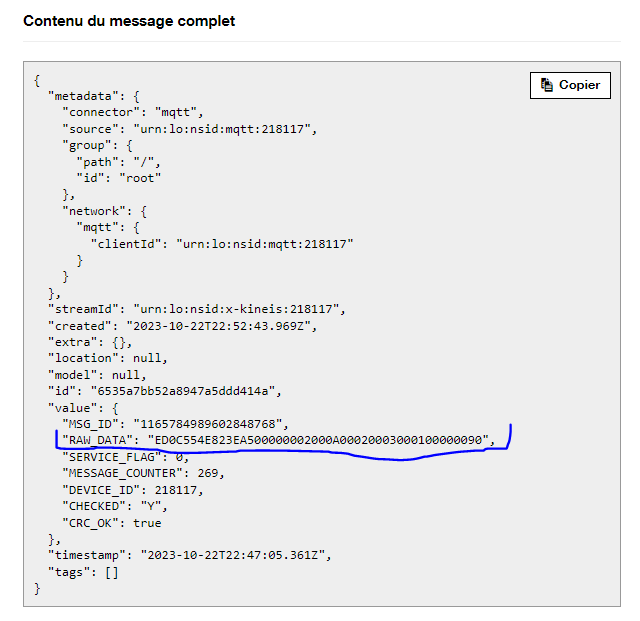 Contenu du message complet
Copier
{
  "metadata": {
    "connector": "mqtt",
    "source": "urn:lo:nsid:mqtt:218117",
    "group": {
      "path": "/",
      "id": "root"
    },
    "network": {
      "mqtt": {
        "clientId": "urn:lo:nsid:mqtt:218117"
      }
    }
  },
  "streamId": "urn:lo:nsid:x-kineis:218117",
  "created": "2023-10-22T22:52:43.969Z",
  "extra": {},
  "location": null,
  "model": null,
  "id": "6535a7bb52a8947a5ddd414a",
  "value": {
    "MSG_ID": "1165784989602848768",
    "RAW_DATA": "ED0C554E823EA500000002000A00020003000100000090",
    "SERVICE_FLAG": 0,
    "MESSAGE_COUNTER": 269,
    "DEVICE_ID": 218117,
    "CHECKED": "Y",
    "CRC_OK": true
  },
  "timestamp": "2023-10-22T22:47:05.361Z",
  "tags": []
}